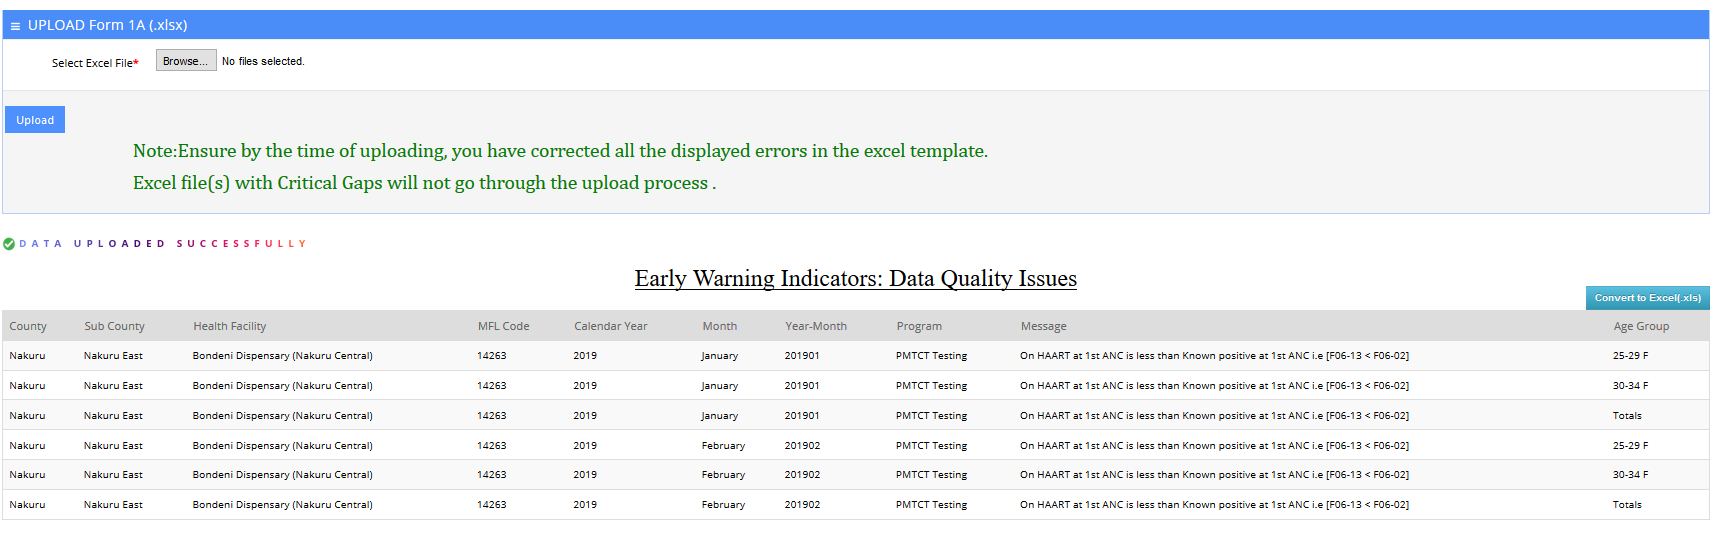 ≡ UPLOAD Form 1A (.xlsx)
Select Excel File* Browse... No files selected.
Upload
Note:Ensure by the time of uploading, you have corrected all the displayed errors in the excel template.
Excel file(s) with Critical Gaps will not go through the upload process .
DATA UPLOADED SUCCESSFULLY
Early Warning Indicators: Data Quality Issues
Convert to Excel(.xls)
County Sub County Health Facility MFL Code Calendar Year Month Year-Month Program Message Age Group
Nakuru Nakuru East Bondeni Dispensary (Nakuru Central) 14263 2019 January 201901 PMTCT Testing On HAART at 1st ANC is less than Known positive at 1st ANC i.e [F06-13 < F06-02] 25-29 F
Nakuru Nakuru East Bondeni Dispensary (Nakuru Central) 14263 2019 January 201901 PMTCT Testing On HAART at 1st ANC is less than Known positive at 1st ANC i.e [F06-13 < F06-02] 30-34 F
Nakuru Nakuru East Bondeni Dispensary (Nakuru Central) 14263 2019 January 201901 PMTCT Testing On HAART at 1st ANC is less than Known positive at 1st ANC i.e [F06-13 < F06-02] Totals
Nakuru Nakuru East Bondeni Dispensary (Nakuru Central) 14263 2019 February 201902 PMTCT Testing On HAART at 1st ANC is less than Known positive at 1st ANC i.e [F06-13 < F06-02] 25-29 F
Nakuru Nakuru East Bondeni Dispensary (Nakuru Central) 14263 2019 February 201902 PMTCT Testing On HAART at 1st ANC is less than Known positive at 1st ANC i.e [F06-13 < F06-02] 30-34 F
Nakuru Nakuru East Bondeni Dispensary (Nakuru Central) 14263 2019 February 201902 PMTCT Testing On HAART at 1st ANC is less than Known positive at 1st ANC i.e [F06-13 < F06-02] Totals